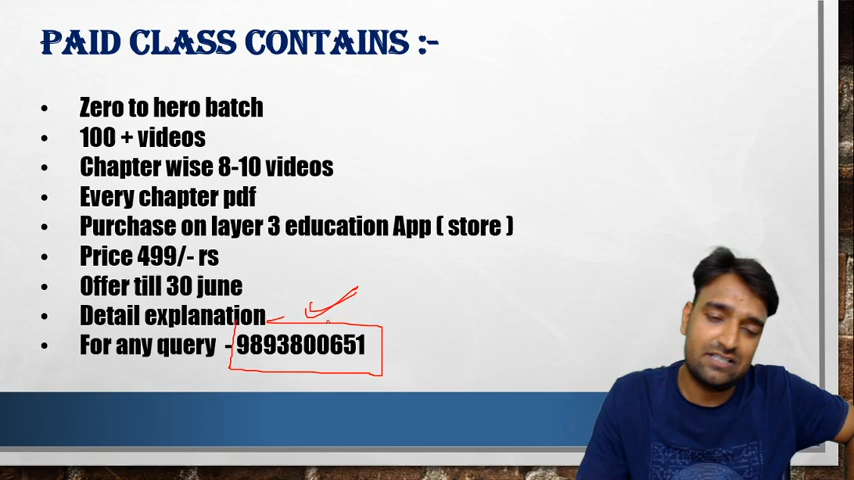 PAID CLASS CONTAINS :-
• Zero to hero batch
• 100 + videos
• Chapter wise 8-10 videos
• Every chapter pdf
• Purchase on layer 3 education App ( store )
• Price 499/- rs
• Offer till 30 june
• Detail explanation
• For any query - 9893800651